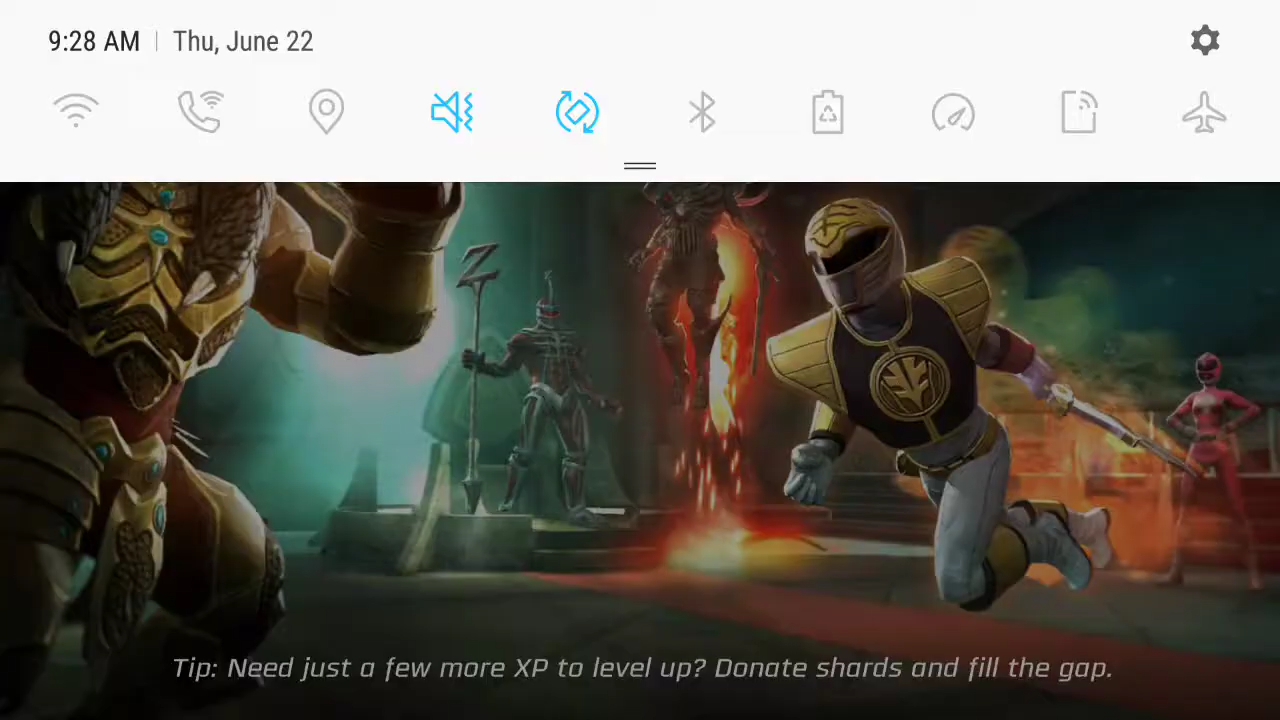 9:28 AM | Thu, June 22
Z
Tip: Need just a few more XP to level up? Donate shards and fill the gap.